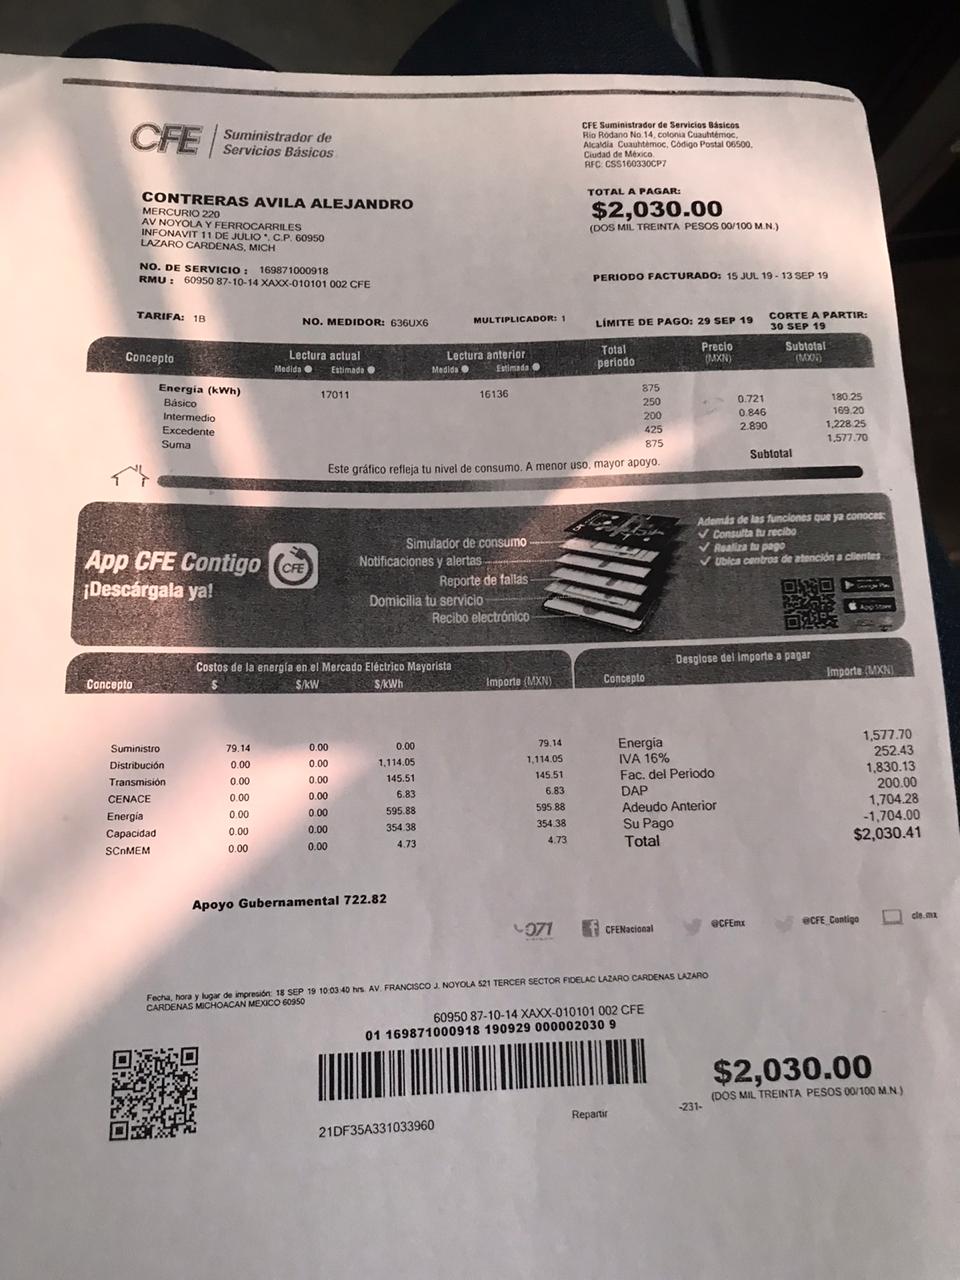 CFE Suministrador de
Servicios Básicos
CFE Suministrador de Servicios Básicos
Río Ródano No.14, colonia Cuauhtémoc,
Alcaldía Cuauhtémoc, Código Postal 06500,
Ciudad de México.
RFC: CSS160330CP7
CONTRERAS AVILA ALEJANDRO
MERCURIO 220
AV NOYOLA Y FERROCARRILES
INFONAVIT 11 DE JULIO *, C.P. 60950
LAZARO CARDENAS, MICH
TOTAL A PAGAR:
$2,030.00
(DOS MIL TREINTA PESOS 00/100 M.N.)
NO. DE SERVICIO : 169871000918
RMU : 60950 87-10-14 XAXX-010101 002 CFE
PERIODO FACTURADO: 15 JUL 19 - 13 SEP 19
TARIFA: 1B NO. MEDIDOR: 636UX6 MULTIPLICADOR: 1 LÍMITE DE PAGO: 29 SEP 19 CORTE A PARTIR:
30 SEP 19
Concepto Lectura actual Lectura anterior Total periodo Precio (MXN) Subtotal (MXN)
Medida Estimada Medida Estimada
Energía (kWh) 17011 16136 875
Básico 250 0.721 180.25
Intermedio 200 0.846 169.20
Excedente 425 2.890 1,228.25
Suma 875 1,577.70
Subtotal
Este gráfico refleja tu nivel de consumo. A menor uso, mayor apoyo.
App CFE Contigo
¡Descárgala ya!
CFE
Simulador de consumo
Notificaciones y alertas
Reporte de fallas
Domicilia tu servicio
Recibo electrónico
Además de las funciones que ya conoces:
Consulta tu recibo
Realiza tu pago
Ubica centros de atención a clientes
Google Play
App Store
Costos de la energía en el Mercado Eléctrico Mayorista
Concepto $ $/kW $/kWh Importe (MXN)
Suministro 79.14 0.00 0.00 79.14
Distribución 0.00 0.00 1,114.05 1,114.05
Transmisión 0.00 0.00 145.51 145.51
CENACE 0.00 0.00 6.83 6.83
Energía 0.00 0.00 595.88 595.88
Capacidad 0.00 0.00 354.38 354.38
SCnMEM 0.00 0.00 4.73 4.73
Desglose del importe a pagar
Concepto Importe (MXN)
Energía 1,577.70
IVA 16% 252.43
Fac. del Periodo 1,830.13
DAP 200.00
Adeudo Anterior 1,704.28
Su Pago -1,704.00
Total $2,030.41
Apoyo Gubernamental 722.82
071 CFENacional @CFEmx @CFE_Contigo cfe.mx
Fecha, hora y lugar de impresión: 18 SEP 19 10:03:40 hrs. AV. FRANCISCO J. NOYOLA 521 TERCER SECTOR FIDELAC LAZARO CARDENAS LAZARO
CARDENAS MICHOACAN MEXICO 60950
60950 87-10-14 XAXX-010101 002 CFE
01 169871000918 190929 000002030 9
$2,030.00
(DOS MIL TREINTA PESOS 00/100 M.N.)
Repartir -231-
21DF35A331033960